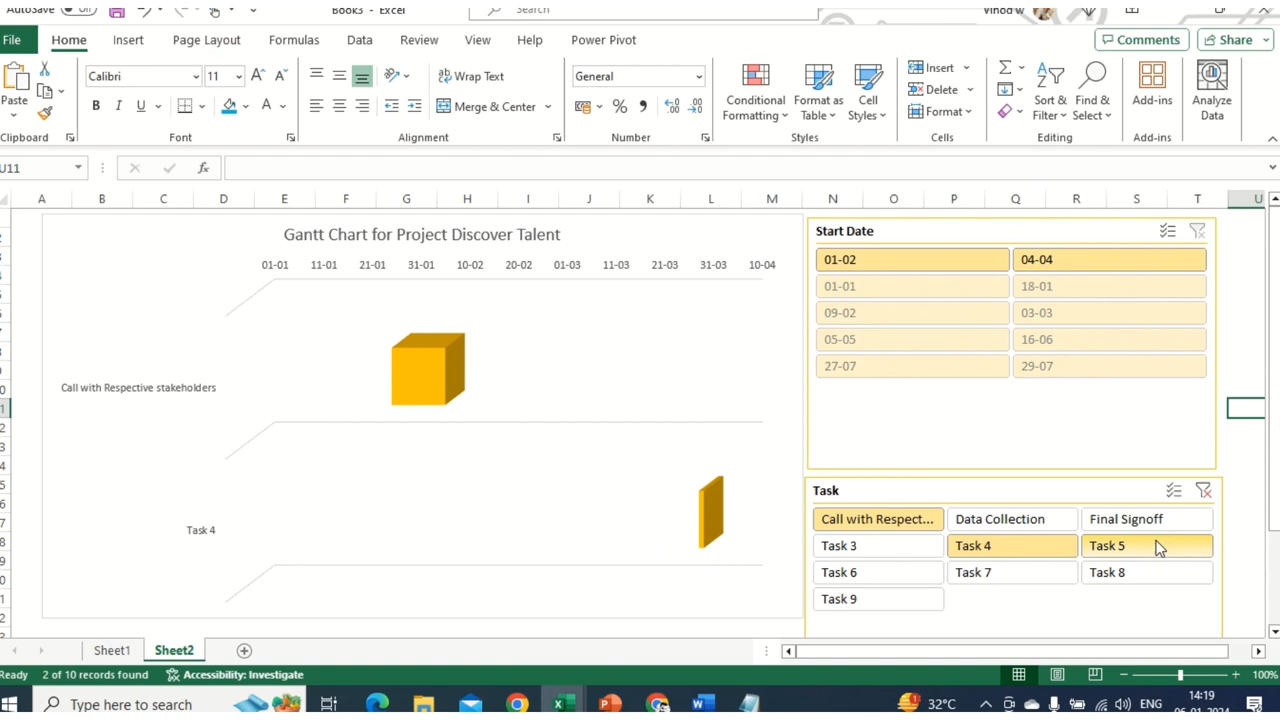 AutoSave Off Book3 - Excel Search Vinod w
File Home Insert Page Layout Formulas Data Review View Help Power Pivot Comments Share
Paste Calibri 11 Wrap Text General Insert
B I U Merge & Center % Conditional Formatting Format as Table Cell Styles Delete Format Sort & Filter Find & Select Add-ins Analyze Data
Clipboard Font Alignment Number Styles Cells Editing Add-ins
U11 fx
A B C D E F G H I J K L M N O P Q R S T U
Gantt Chart for Project Discover Talent
01-01 11-01 21-01 31-01 10-02 20-02 01-03 11-03 21-03 31-03 10-04
Call with Respective stakeholders
Task 4
Start Date
01-02 04-04
01-01 18-01
09-02 03-03
05-05 16-06
27-07 29-07
Task
Call with Respect... Data Collection Final Signoff
Task 3 Task 4 Task 5
Task 6 Task 7 Task 8
Task 9
Sheet1 Sheet2
Ready 2 of 10 records found Accessibility: Investigate 100%
Type here to search 32°C ENG 14:19
06-01-2024